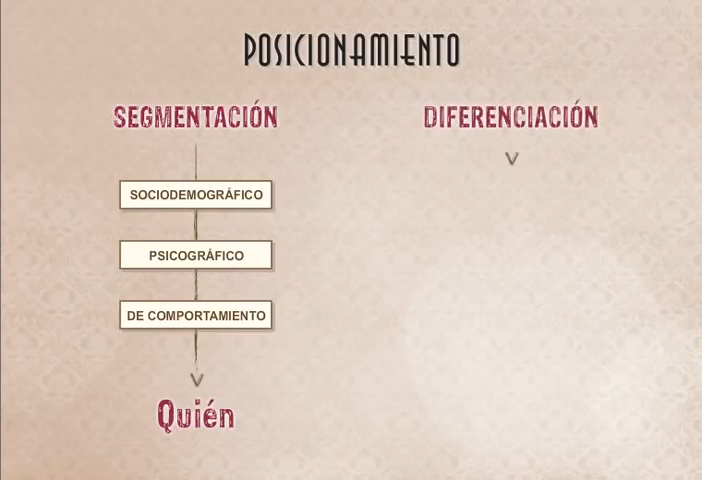 POSICIONAMIENTO
SEGMENTACIÓN
DIFERENCIACIÓN
SOCIODEMOGRÁFICO
PSICOGRÁFICO
DE COMPORTAMIENTO
Quién